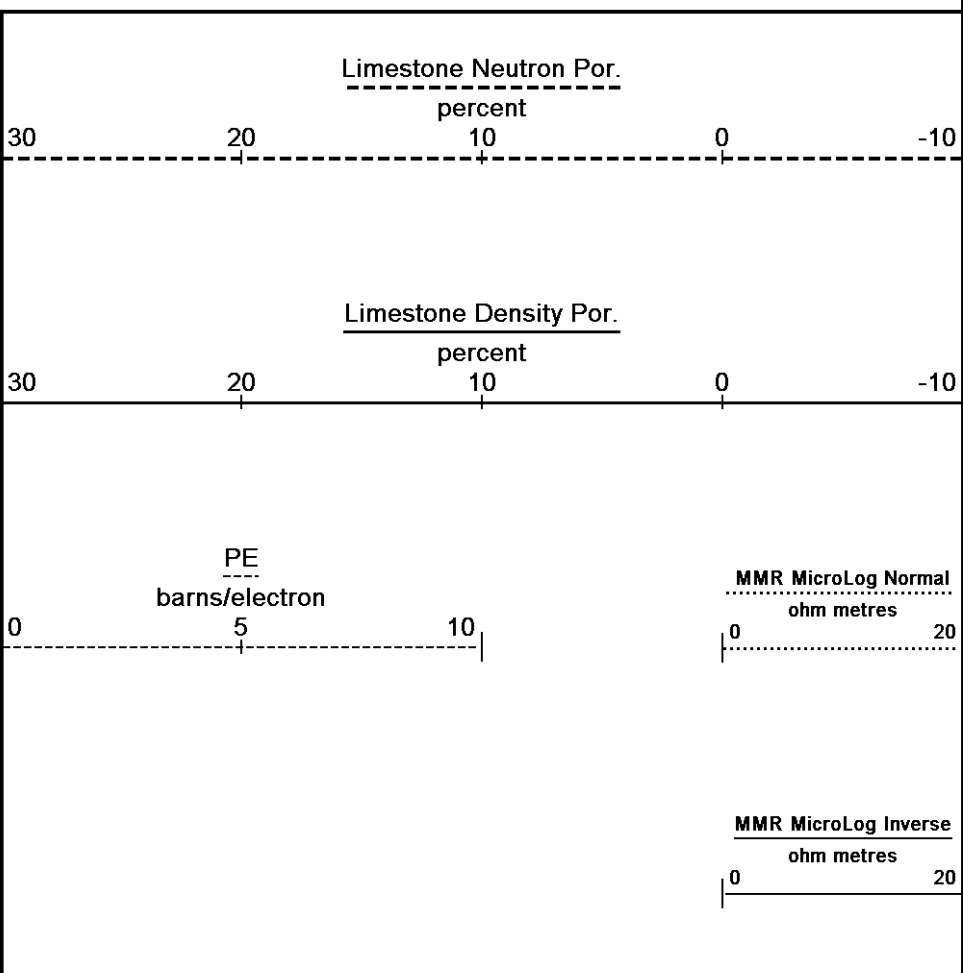 Limestone Neutron Por.
percent
30 20 10 0 -10
Limestone Density Por.
percent
30 20 10 0 -10
PE
barns/electron
0 5 10
MMR MicroLog Normal
ohm metres
0 20
MMR MicroLog Inverse
ohm metres
0 20